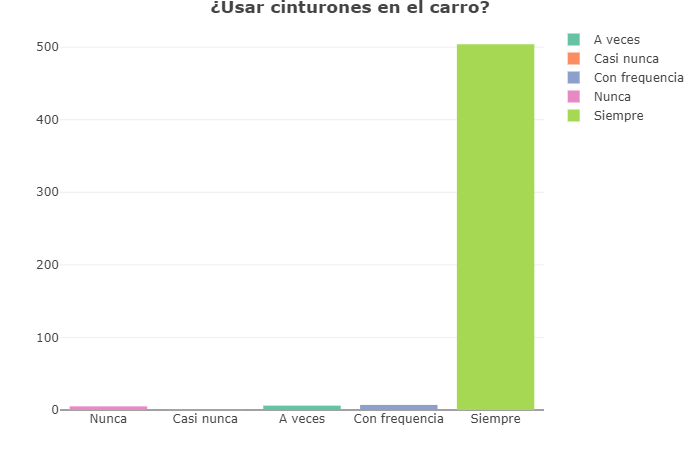 ¿Usar cinturones en el carro?
500
400
300
200
100
0
Nunca
Casi nunca
A veces
Con frequencia
Siempre
A veces
Casi nunca
Con frequencia
Nunca
Siempre